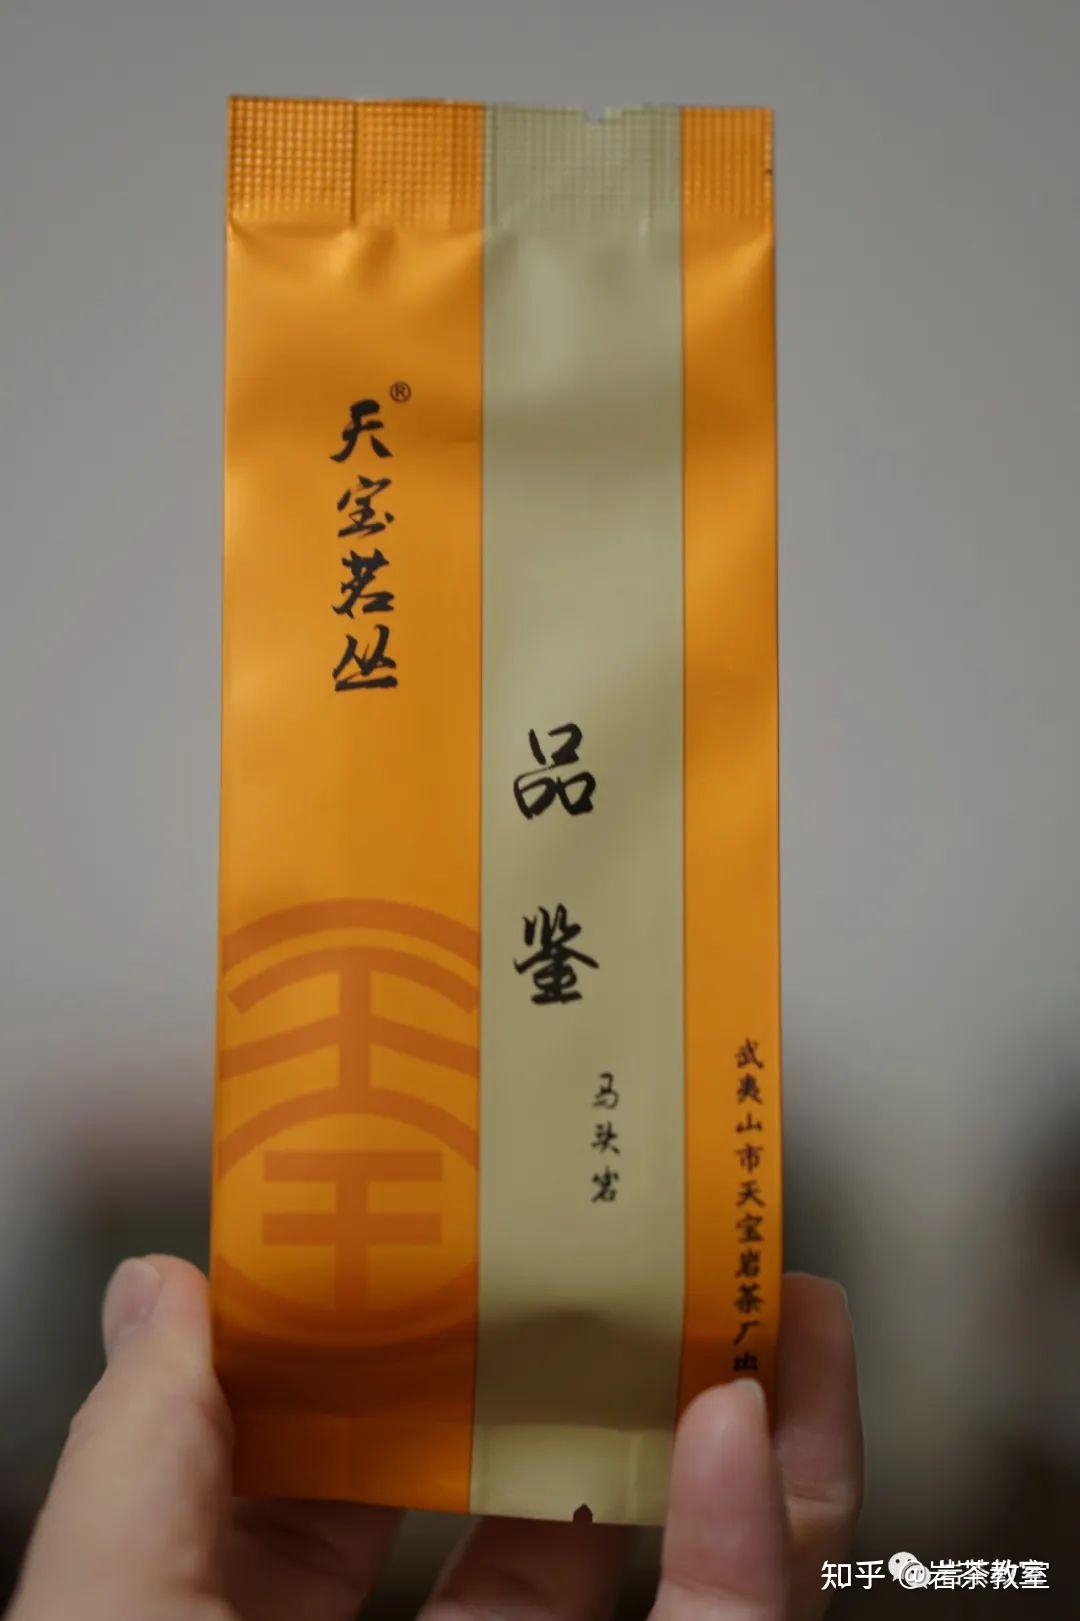 天宝茗丛®
品鉴
马头岩
武夷山市天宝岩茶厂出
知乎 @岩茶教室